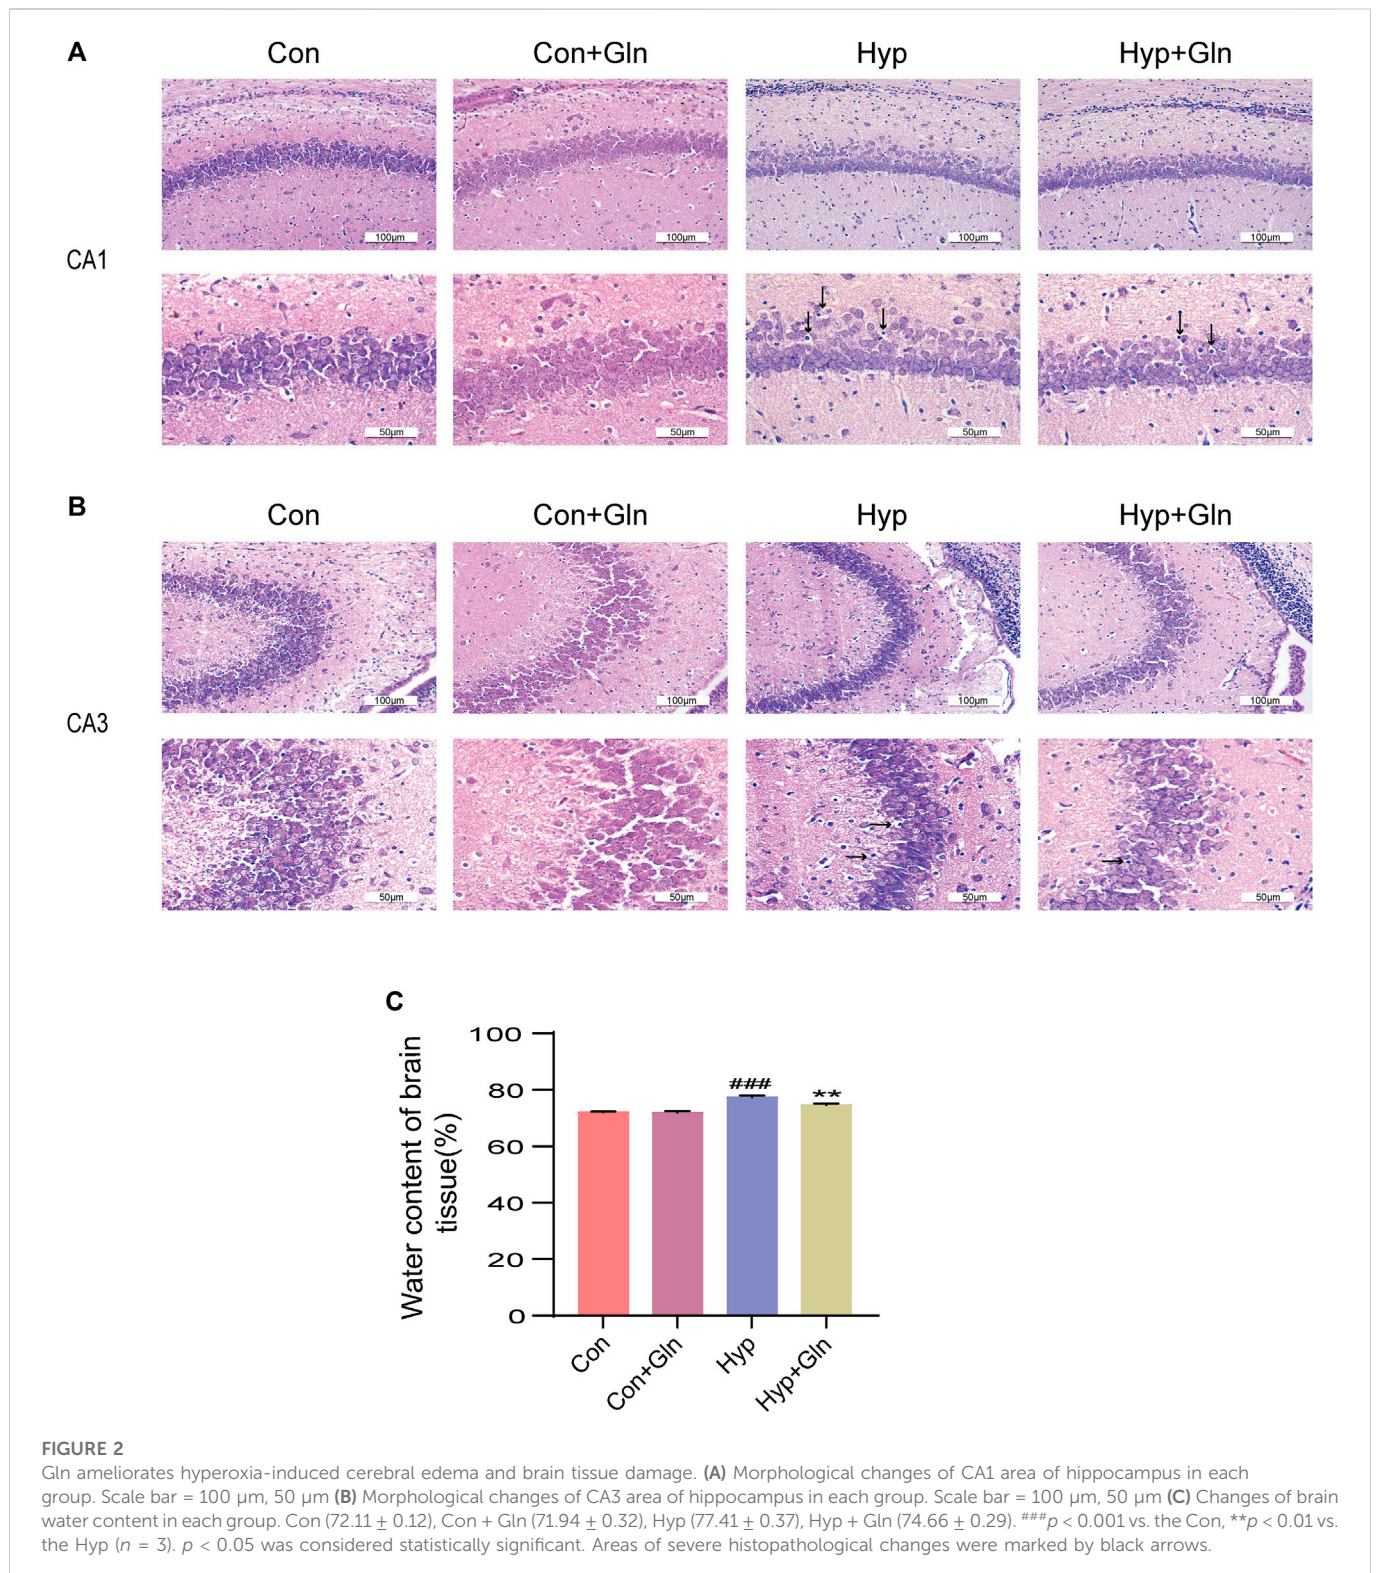 A
Con Con+Gln Hyp Hyp+Gln
100µm 100µm 100µm 100µm
CA1
50µm 50µm 50µm 50µm
B
Con Con+Gln Hyp Hyp+Gln
100µm 100µm 100µm 100µm
CA3
50µm 50µm 50µm 50µm
C
Water content of brain
tissue(%)
100
80
60
40
20
0
###
**
Con Con+Gln Hyp Hyp+Gln
FIGURE 2
Gln ameliorates hyperoxia-induced cerebral edema and brain tissue damage. (A) Morphological changes of CA1 area of hippocampus in each
group. Scale bar = 100 µm, 50 µm (B) Morphological changes of CA3 area of hippocampus in each group. Scale bar = 100 µm, 50 µm (C) Changes of brain
water content in each group. Con (72.11 ± 0.12), Con + Gln (71.94 ± 0.32), Hyp (77.41 ± 0.37), Hyp + Gln (74.66 ± 0.29). ###p < 0.001 vs. the Con, **p < 0.01 vs.
the Hyp (n = 3). p < 0.05 was considered statistically significant. Areas of severe histopathological changes were marked by black arrows.